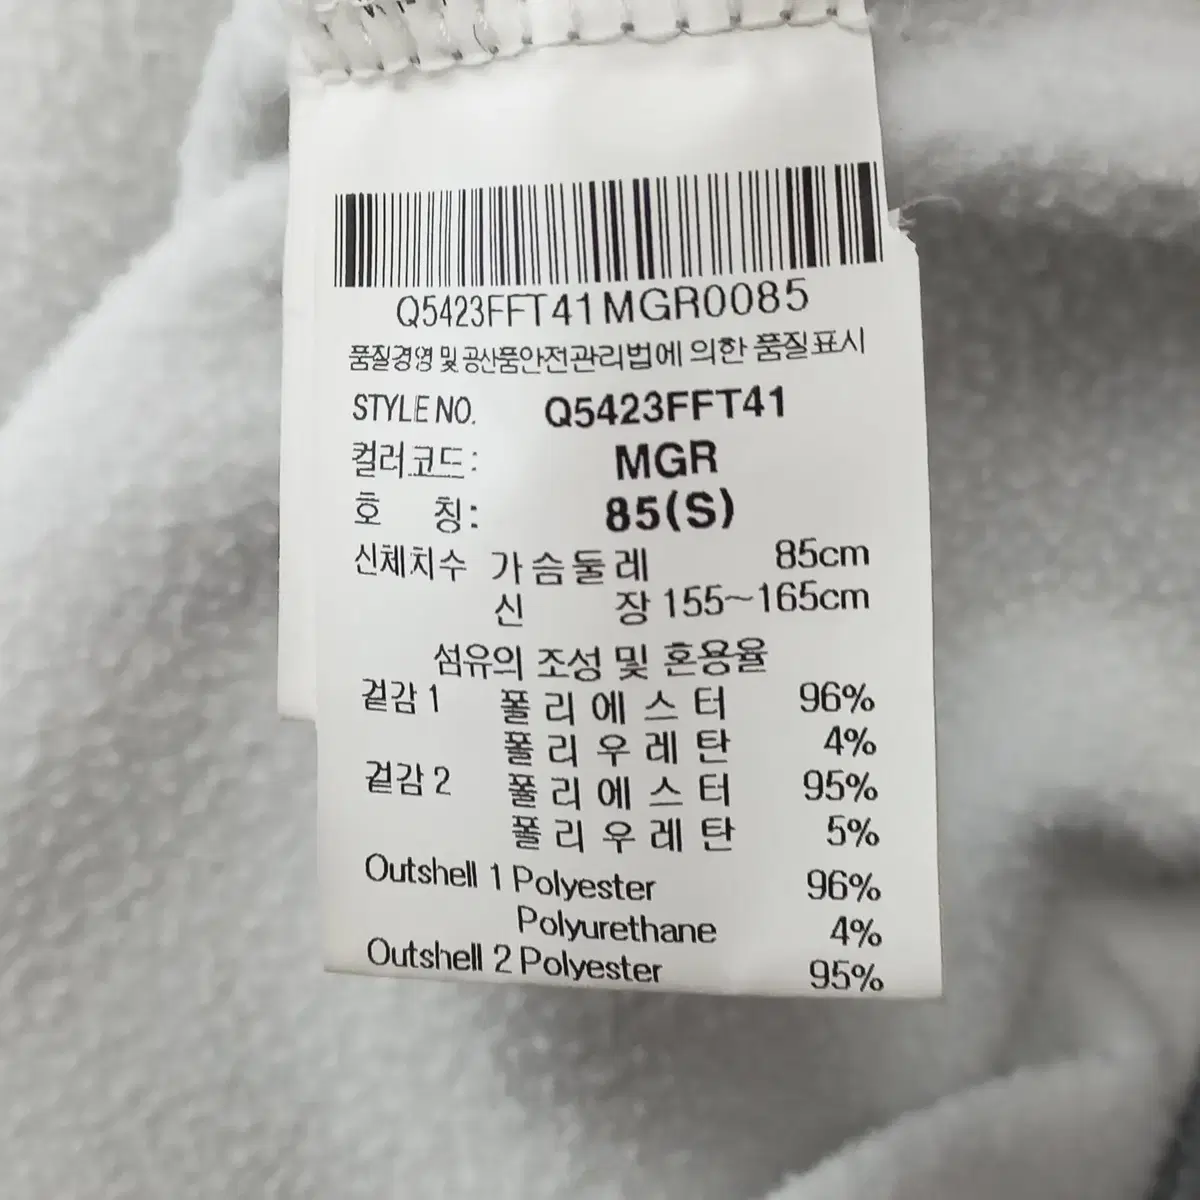 Q5423FFT41MGR0085
품질경영 및 공산품안전관리법에 의한 품질표시
STYLE NO. Q5423FFT41
컬러코드: MGR
호 칭: 85(S)
신체치수 가슴둘레 85cm
신 장 155~165cm
섬유의 조성 및 혼용율
겉감 1 폴리에스터 96%
폴리우레탄 4%
겉감 2 폴리에스터 95%
폴리우레탄 5%
Outshell 1 Polyester 96%
Polyurethane 4%
Outshell 2 Polyester 95%